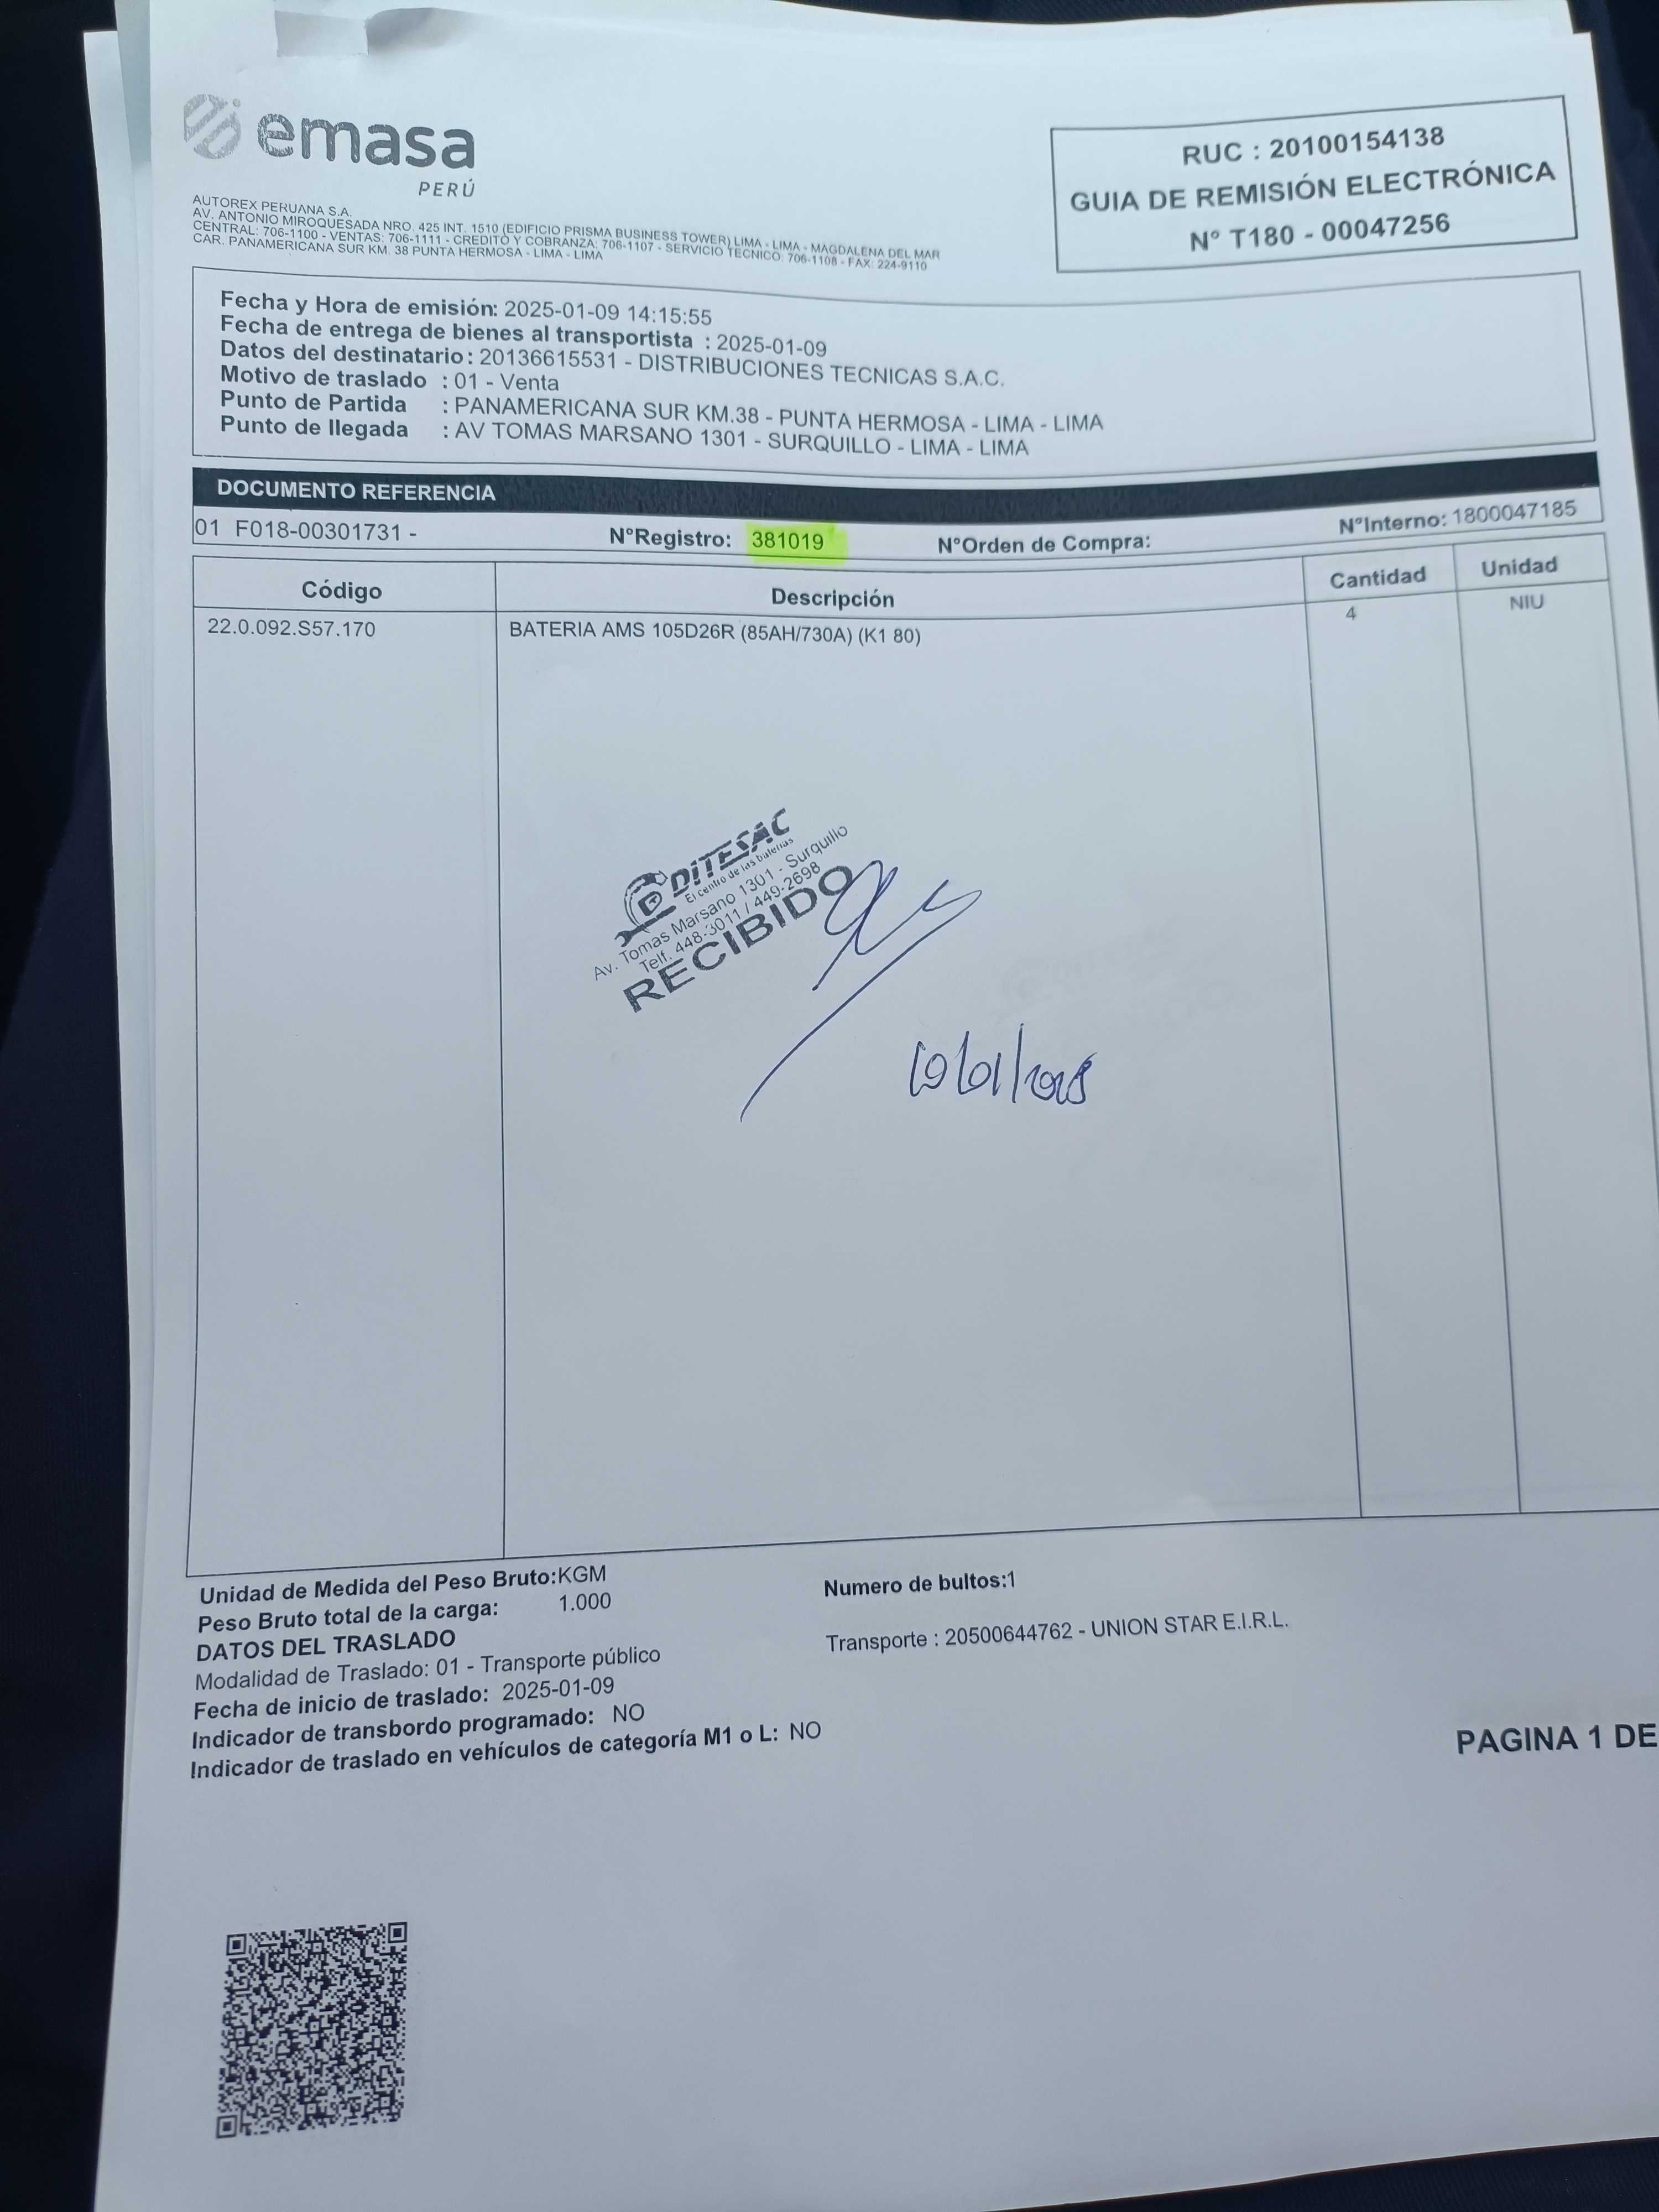 emasa
PERÚ
AUTOREX PERUANA S.A.
AV. ANTONIO MIROQUESADA NRO. 425 INT. 1510 (EDIFICIO PRISMA BUSINESS TOWER) LIMA - LIMA - MAGDALENA DEL MAR
CENTRAL: 706-1100 - VENTAS: 706-1111 - CREDITO Y COBRANZA: 706-1107 - SERVICIO TECNICO: 706-1108 - FAX: 224-9110
CAR. PANAMERICANA SUR KM. 38 PUNTA HERMOSA - LIMA - LIMA
RUC : 20100154138
GUIA DE REMISIÓN ELECTRÓNICA
N° T180 - 00047256
Fecha y Hora de emisión: 2025-01-09 14:15:55
Fecha de entrega de bienes al transportista : 2025-01-09
Datos del destinatario: 20136615531 - DISTRIBUCIONES TECNICAS S.A.C.
Motivo de traslado : 01 - Venta
Punto de Partida : PANAMERICANA SUR KM.38 - PUNTA HERMOSA - LIMA - LIMA
Punto de llegada : AV TOMAS MARSANO 1301 - SURQUILLO - LIMA - LIMA
DOCUMENTO REFERENCIA
01 F018-00301731 - N°Registro: 381019 N°Orden de Compra: N°Interno: 1800047185
Código Descripción Cantidad Unidad
22.0.092.S57.170 BATERIA AMS 105D26R (85AH/730A) (K1 80) 4 NIU
DITESAC
El centro de las baterias
Av. Tomas Marsano 1301 - Surquillo
Telf. 448-3011 / 449-2698
RECIBIDO
Unidad de Medida del Peso Bruto:KGM
Peso Bruto total de la carga: 1.000
Numero de bultos:1
DATOS DEL TRASLADO
Transporte : 20500644762 - UNION STAR E.I.R.L.
Modalidad de Traslado: 01 - Transporte público
Fecha de inicio de traslado: 2025-01-09
Indicador de transbordo programado: NO
Indicador de traslado en vehículos de categoría M1 o L: NO
PAGINA 1 DE